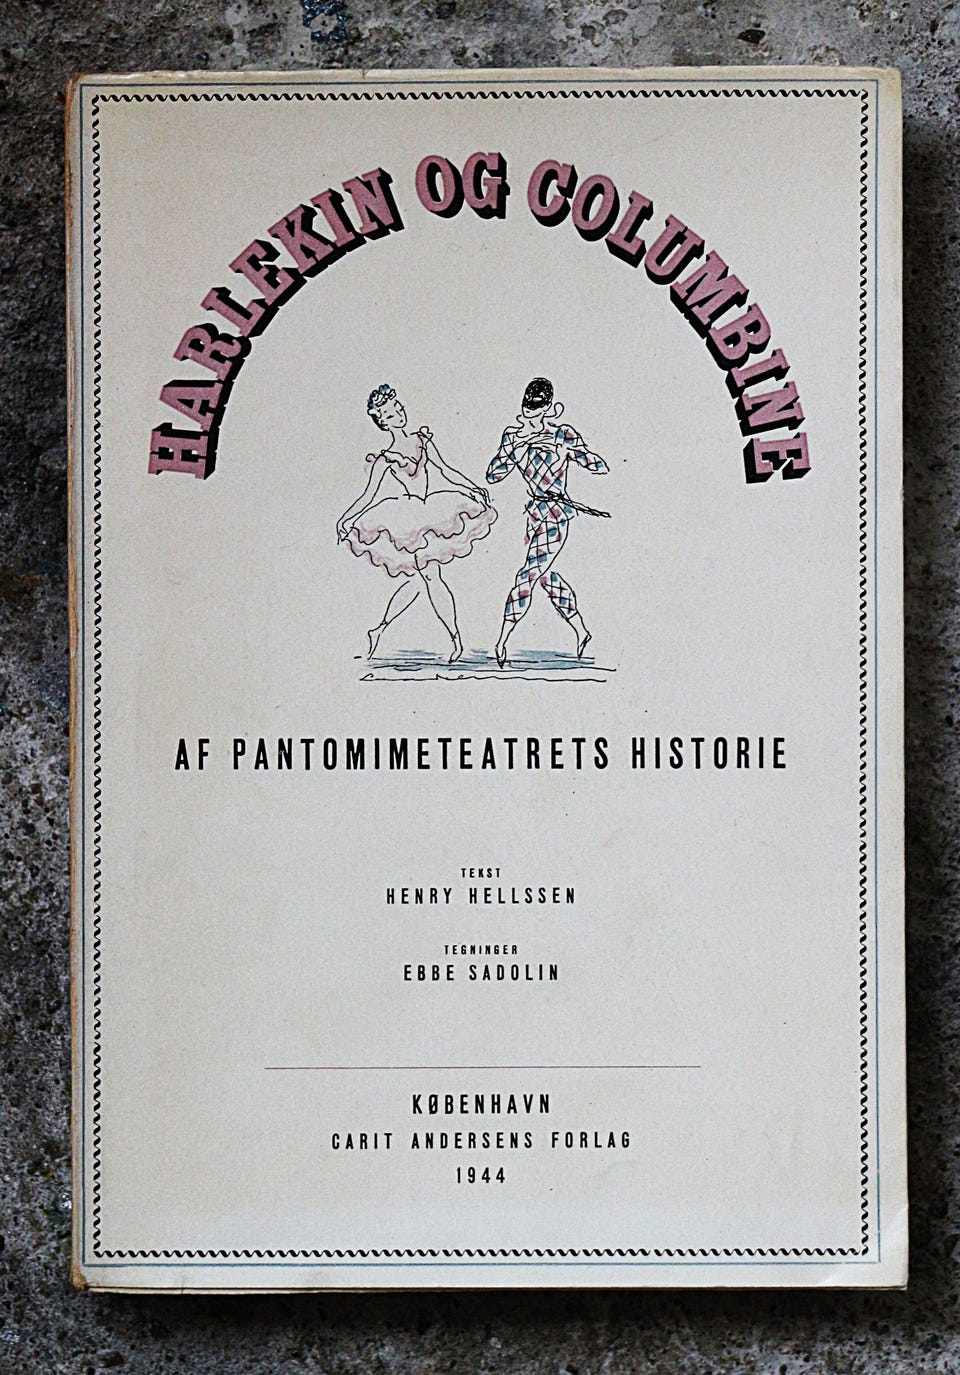 HARLEKIN OG COLUMBINE
AF PANTOMIMETEATRETS HISTORIE
TEKST
HENRY HELLSSEN
TEGNINGER
EBBE SADOLIN
KØBENHAVN
CARIT ANDERSENS FORLAG
1944